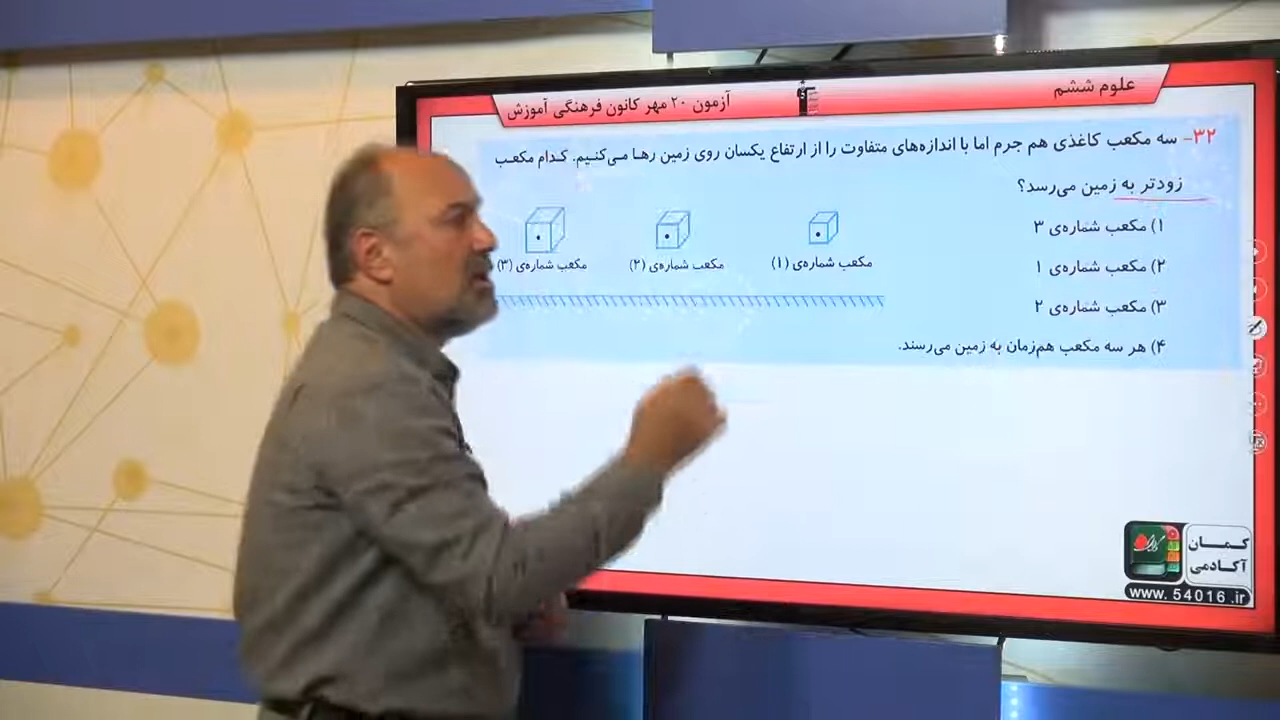 علوم ششم
آزمون ۲۰ مهر کانون فرهنگی آموزش
۳۲- سه مکعب کاغذی هم جرم اما با اندازه‌های متفاوت را از ارتفاع یکسان روی زمین رها می‌کنیم. کدام مکعب
زودتر به زمین می‌رسد؟
۱) مکعب شماره‌ی ۳
۲) مکعب شماره‌ی ۱
۳) مکعب شماره‌ی ۲
۴) هر سه مکعب هم‌زمان به زمین می‌رسند.
مکعب شماره‌ی (۱)
مکعب شماره‌ی (۲)
مکعب شماره‌ی (۳)
کمان
آکادمی
www.54016.ir